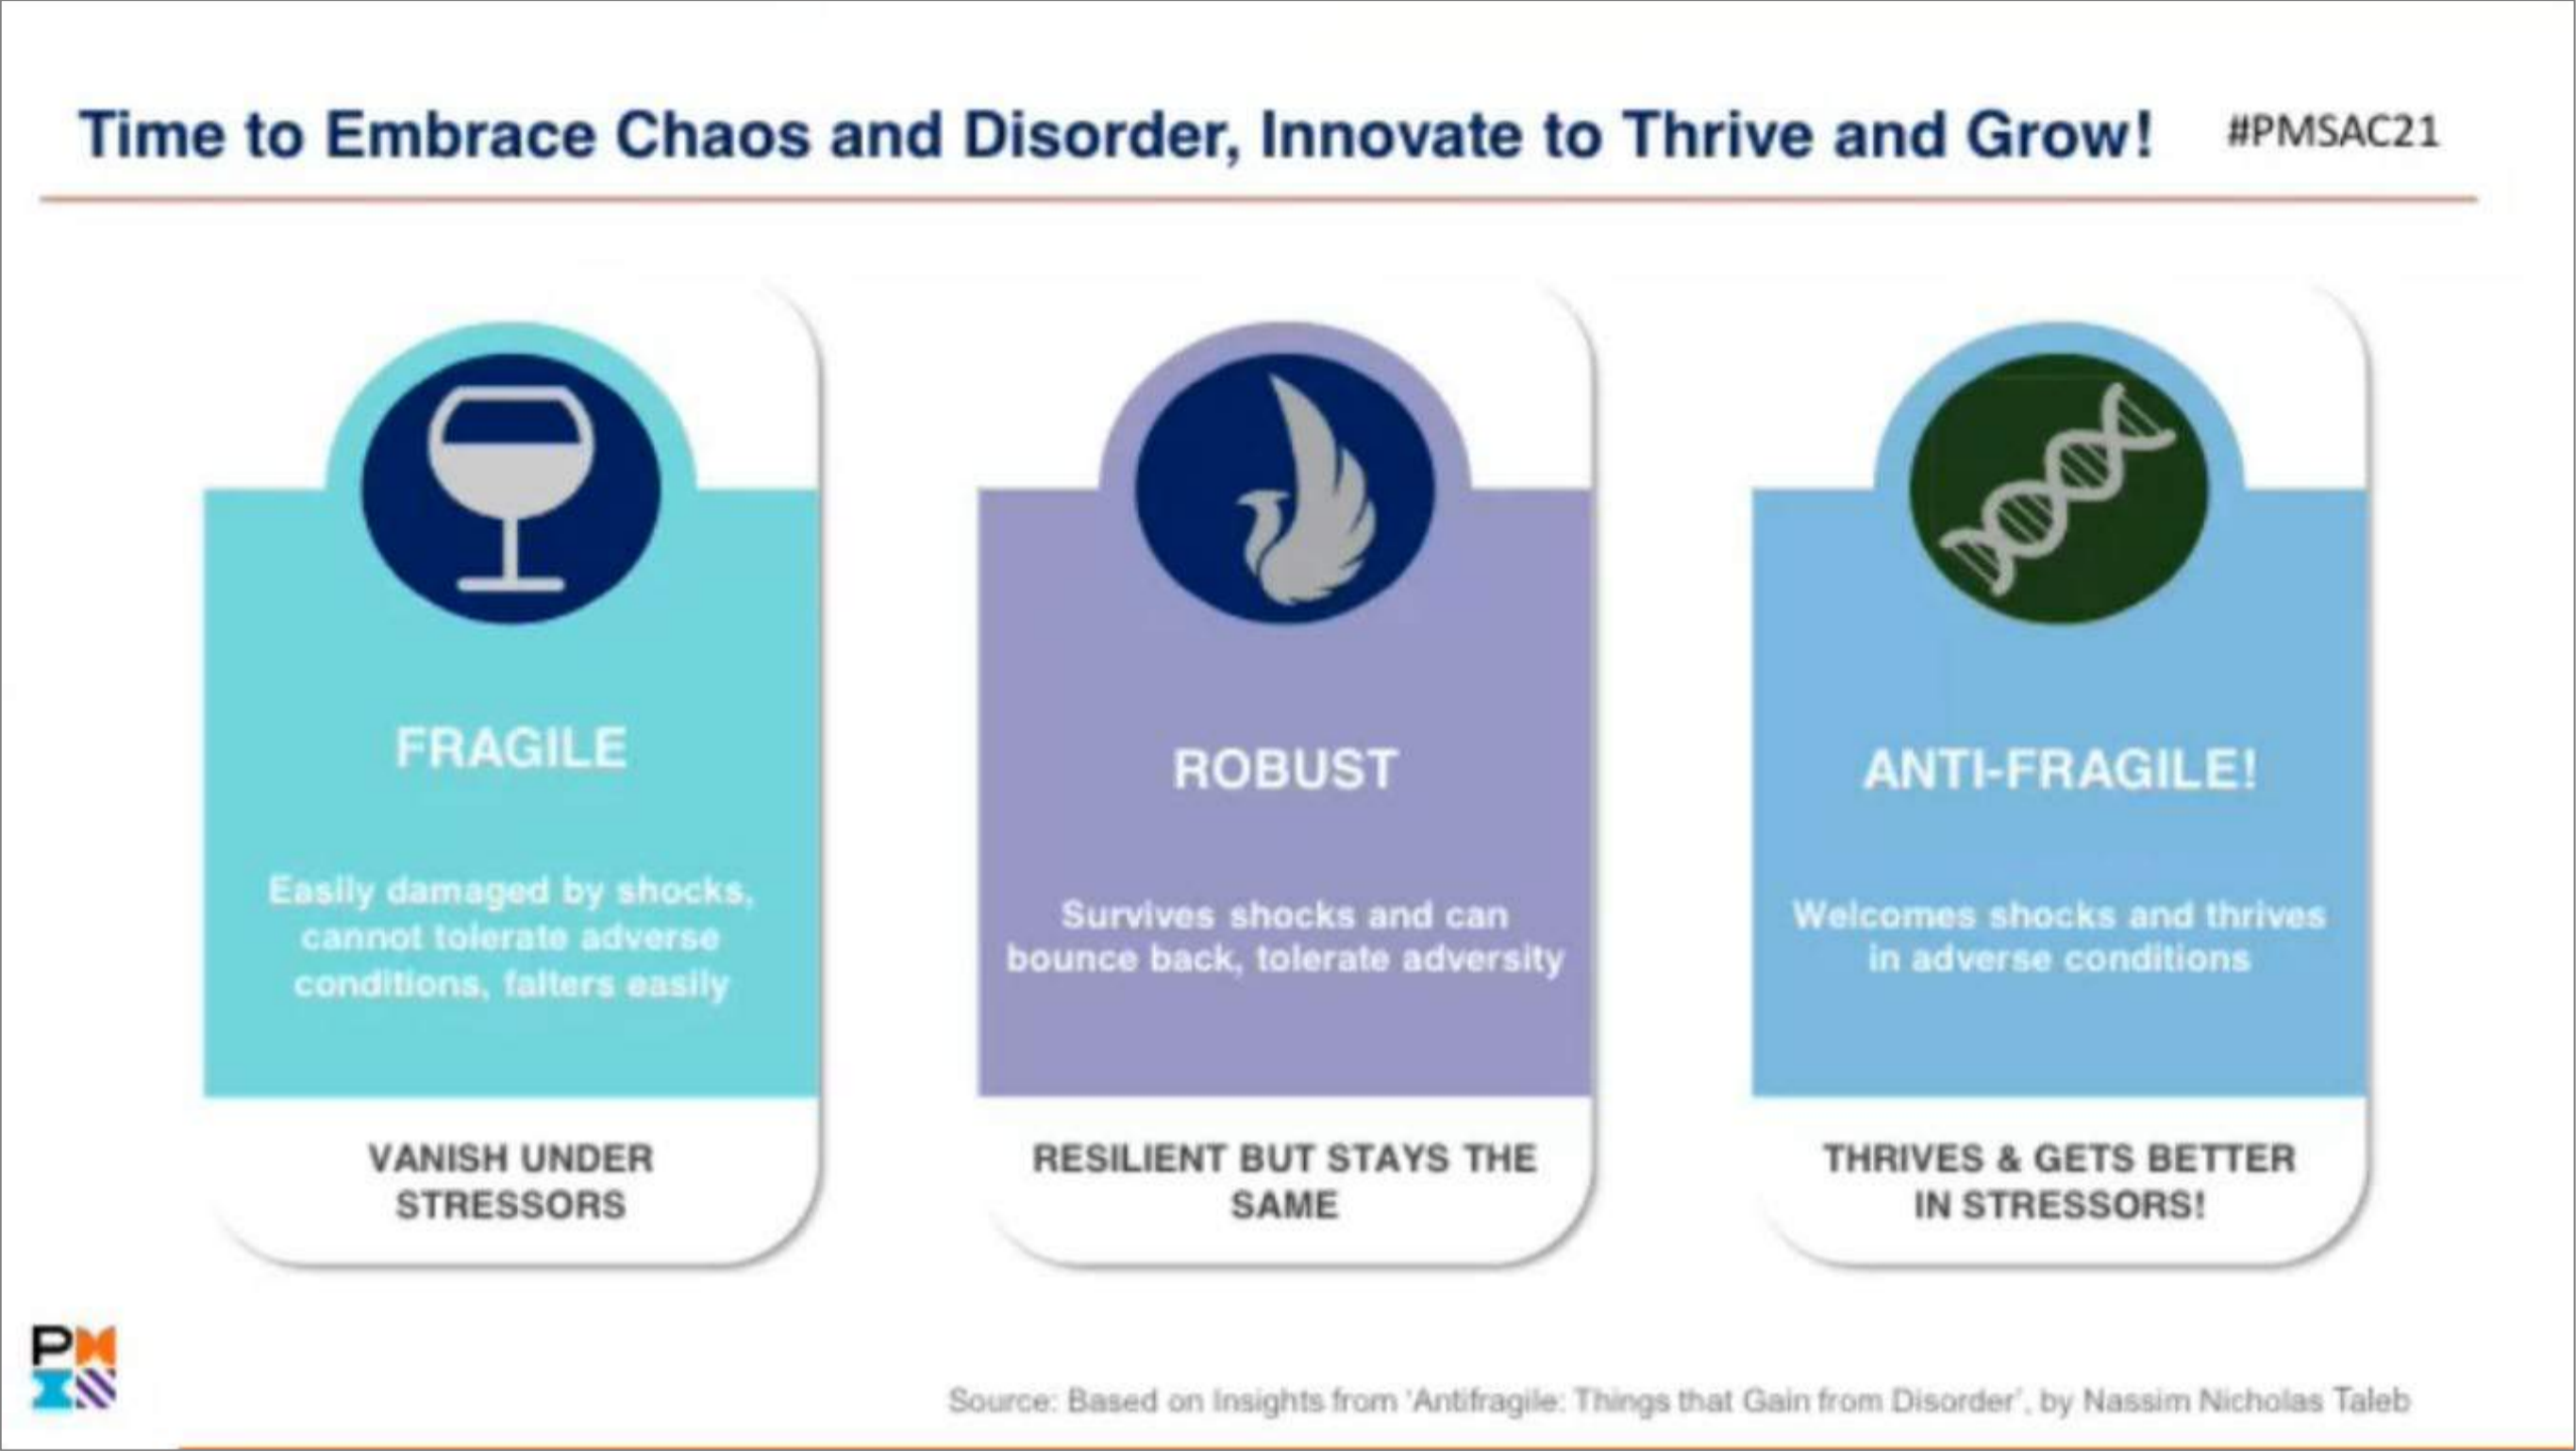 Time to Embrace Chaos and Disorder, Innovate to Thrive and Grow!
#PMSAC21
FRAGILE
Easily damaged by shocks,
cannot tolerate adverse
conditions, falters easily
VANISH UNDER
STRESSORS
ROBUST
Survives shocks and can
bounce back, tolerate adversity
RESILIENT BUT STAYS THE
SAME
ANTI-FRAGILE!
Welcomes shocks and thrives
in adverse conditions
THRIVES & GETS BETTER
IN STRESSORS!
Source: Based on Insights from 'Antifragile: Things that Gain from Disorder', by Nassim Nicholas Taleb